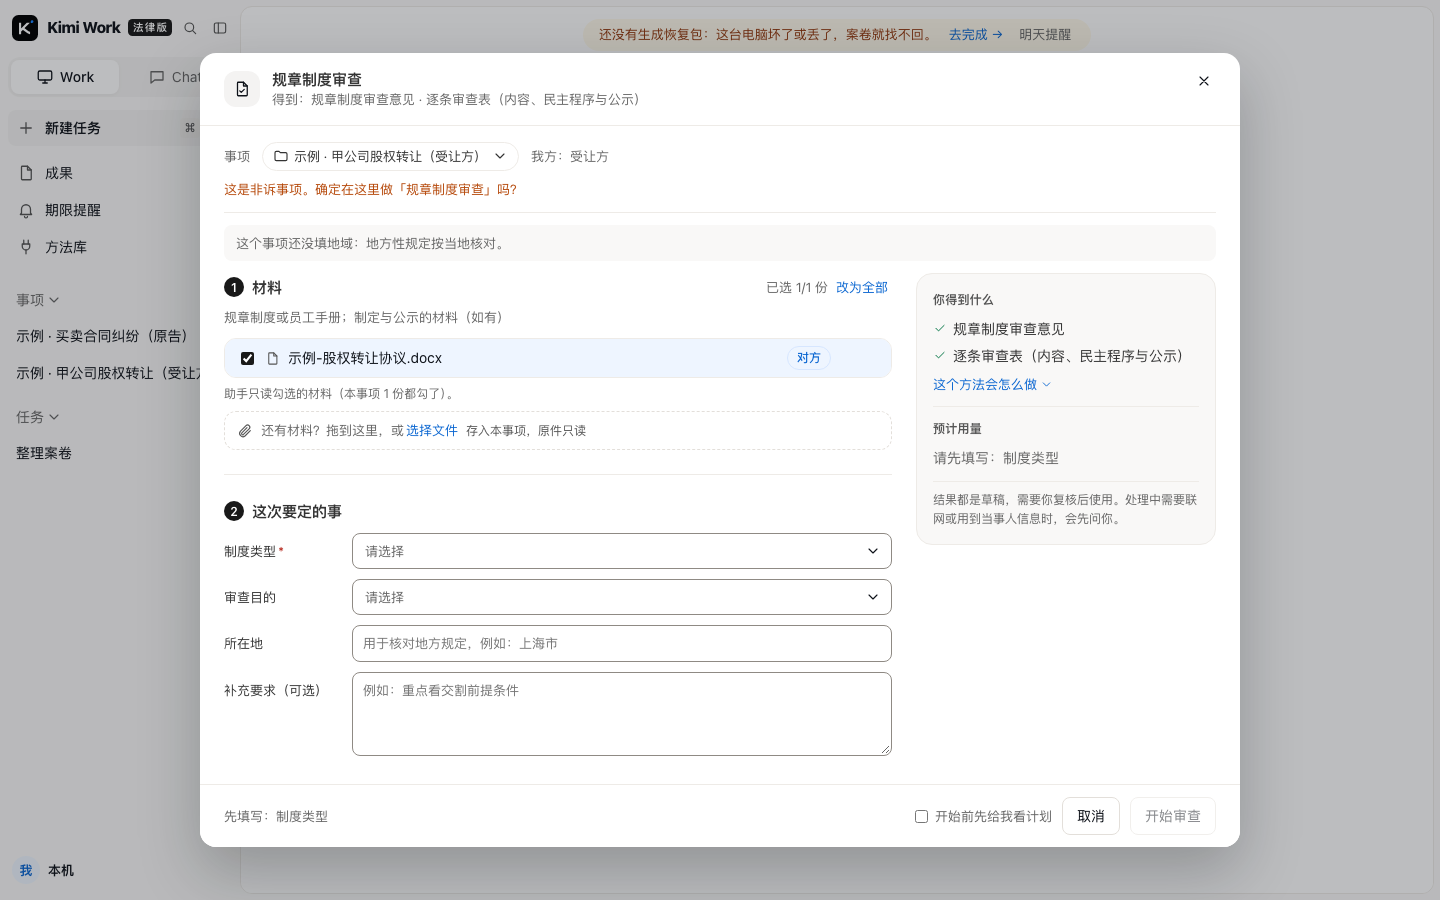 Kimi Work 法律版
还没有生成恢复包：这台电脑坏了或丢了，案卷就找不回。 去完成 → 明天提醒
Work
Chat
新建任务 ⌘
成果
期限提醒
方法库
事项
示例 · 买卖合同纠纷（原告）
示例 · 甲公司股权转让（受让
任务
整理案卷
我 本机
规章制度审查
得到：规章制度审查意见 · 逐条审查表（内容、民主程序与公示）
事项 示例 · 甲公司股权转让（受让方） 我方：受让方
这是非诉事项。确定在这里做「规章制度审查」吗？
这个事项还没填地域：地方性规定按当地核对。
1 材料 已选 1/1 份 改为全部
规章制度或员工手册；制定与公示的材料（如有）
示例-股权转让协议.docx 对方
助手只读勾选的材料（本事项 1 份都勾了）。
还有材料？拖到这里，或 选择文件 存入本事项，原件只读
2 这次要定的事
制度类型 * 请选择
审查目的 请选择
所在地 用于核对地方规定，例如：上海市
补充要求（可选） 例如：重点看交割前提条件
你得到什么
规章制度审查意见
逐条审查表（内容、民主程序与公示）
这个方法会怎么做
预计用量
请先填写：制度类型
结果都是草稿，需要你复核后使用。处理中需要联
网或用到当事人信息时，会先问你。
先填写：制度类型 开始前先给我看计划 取消 开始审查